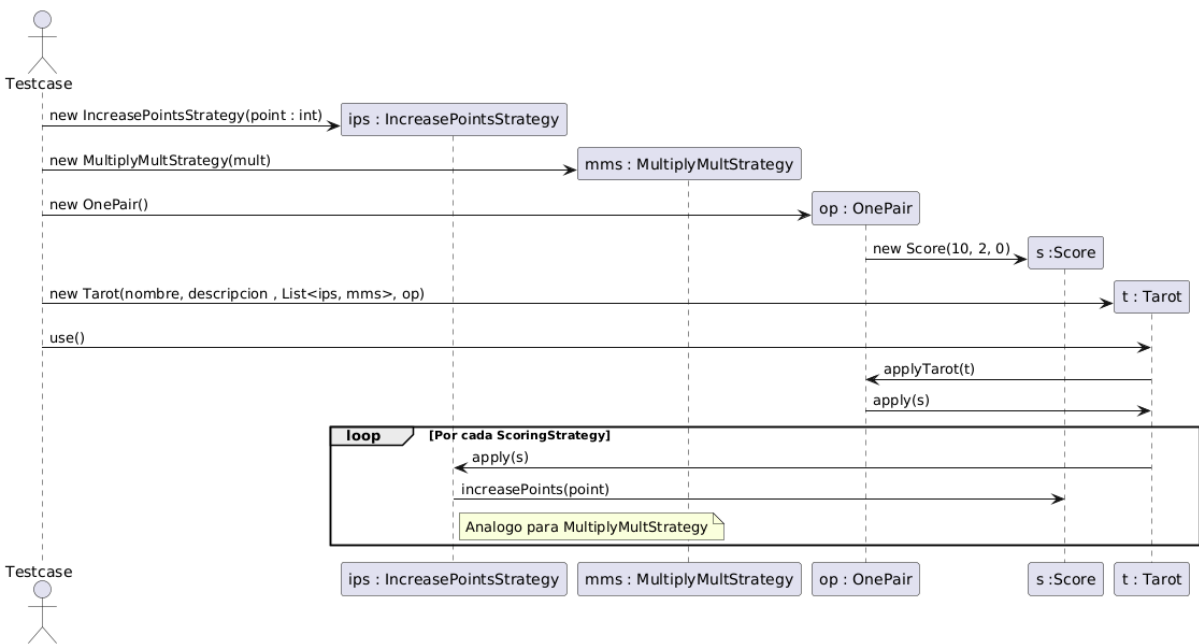 Testcase
new IncreasePointsStrategy(point : int)
ips : IncreasePointsStrategy
new MultiplyMultStrategy(mult)
mms : MultiplyMultStrategy
new OnePair()
op : OnePair
new Score(10, 2, 0)
s :Score
new Tarot(nombre, descripcion , List<ips, mms>, op)
t : Tarot
use()
applyTarot(t)
apply(s)
loop [Por cada ScoringStrategy]
apply(s)
increasePoints(point)
Analogo para MultiplyMultStrategy
Testcase ips : IncreasePointsStrategy mms : MultiplyMultStrategy op : OnePair s :Score t : Tarot